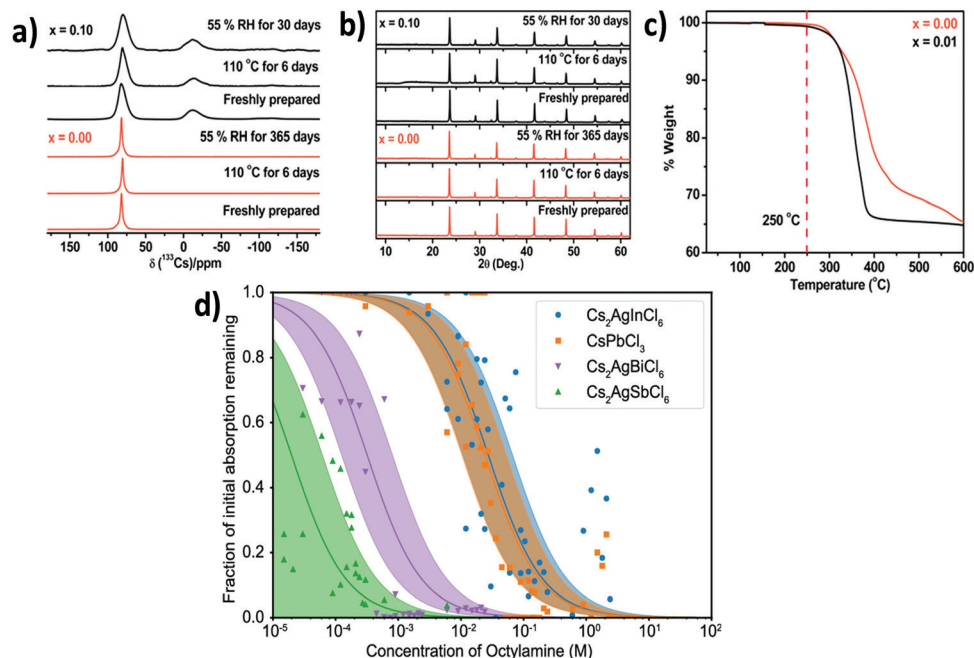 a)
x = 0.10
55 % RH for 30 days
110 °C for 6 days
Freshly prepared
x = 0.00
55 % RH for 365 days
110 °C for 6 days
Freshly prepared
175 100 50 0 -50 -100 -175
δ (¹³³Cs)/ppm
b)
x = 0.10
55 % RH for 30 days
110 °C for 6 days
Freshly prepared
x = 0.00
55 % RH for 365 days
110 °C for 6 days
Freshly prepared
10 20 30 40 50 60
2θ (Deg.)
c)
x = 0.00
x = 0.01
250 °C
% Weight
100
90
80
70
60
100 200 300 400 500 600
Temperature (°C)
d)
Cs₂AgInCl₆
CsPbCl₃
Cs₂AgBiCl₆
Cs₂AgSbCl₆
Fraction of initial absorption remaining
1.0
0.8
0.6
0.4
0.2
0.0
10⁻⁵ 10⁻⁴ 10⁻³ 10⁻² 10⁻¹ 10⁰ 10¹ 10²
Concentration of Octylamine (M)